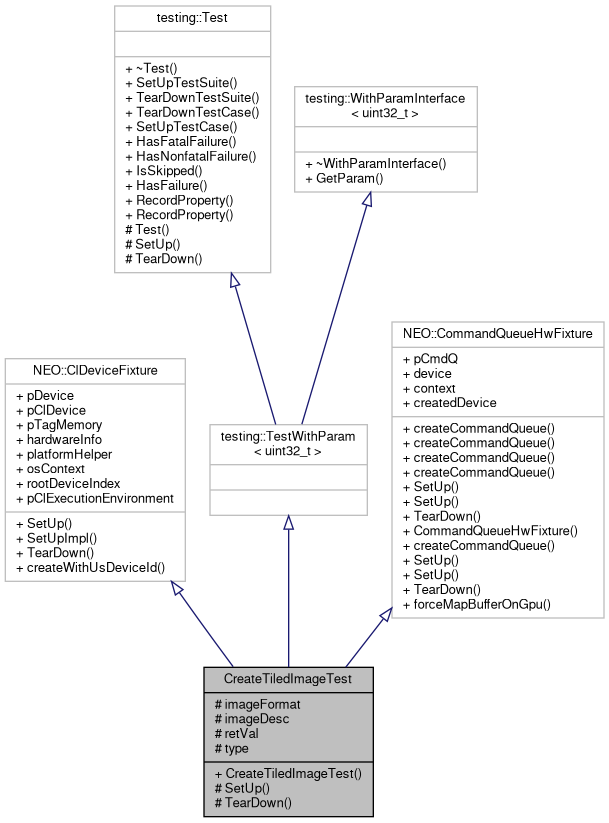 testing::Test
+ ~Test()
+ SetUpTestSuite()
+ TearDownTestSuite()
+ TearDownTestCase()
+ SetUpTestCase()
+ HasFatalFailure()
+ HasNonfatalFailure()
+ IsSkipped()
+ HasFailure()
+ RecordProperty()
+ RecordProperty()
# Test()
# SetUp()
# TearDown()
testing::WithParamInterface
< uint32_t >
+ ~WithParamInterface()
+ GetParam()
NEO::ClDeviceFixture
+ pDevice
+ pClDevice
+ pTagMemory
+ hardwareInfo
+ platformHelper
+ osContext
+ rootDeviceIndex
+ pClExecutionEnvironment
+ SetUp()
+ SetUpImpl()
+ TearDown()
+ createWithUsDeviceId()
testing::TestWithParam
< uint32_t >
NEO::CommandQueueHwFixture
+ pCmdQ
+ device
+ context
+ createdDevice
+ createCommandQueue()
+ createCommandQueue()
+ createCommandQueue()
+ createCommandQueue()
+ SetUp()
+ SetUp()
+ TearDown()
+ CommandQueueHwFixture()
+ createCommandQueue()
+ SetUp()
+ SetUp()
+ TearDown()
+ forceMapBufferOnGpu()
CreateTiledImageTest
# imageFormat
# imageDesc
# retVal
# type
+ CreateTiledImageTest()
# SetUp()
# TearDown()